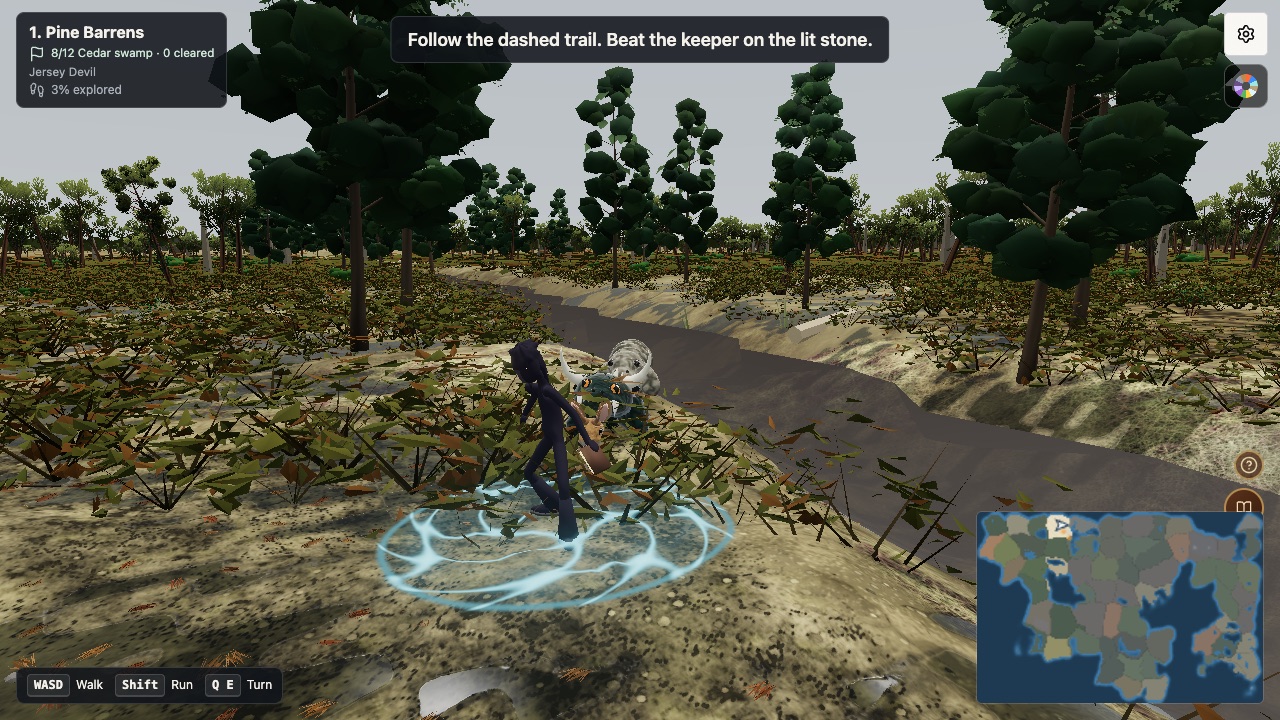 1. Pine Barrens
8/12 Cedar swamp · 0 cleared
Jersey Devil
3% explored
Follow the dashed trail. Beat the keeper on the lit stone.
WASD Walk Shift Run Q E Turn